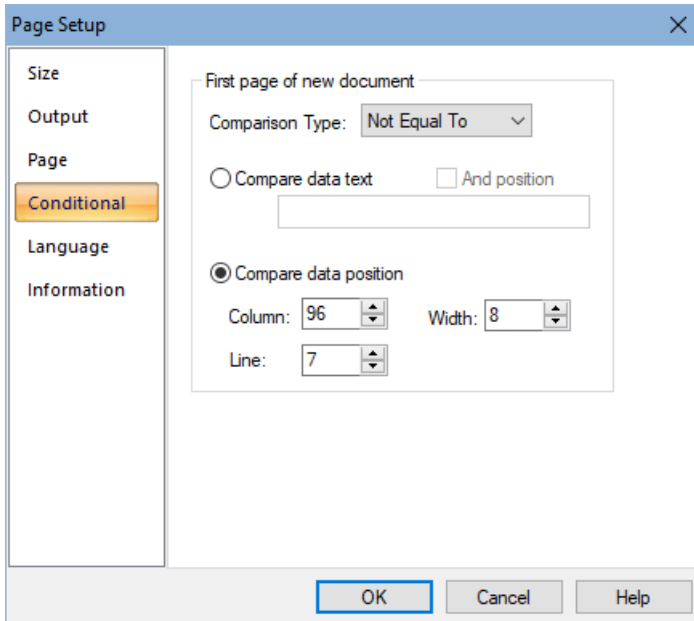 Page Setup
Size
Output
Page
Conditional
Language
Information
First page of new document
Comparison Type: Not Equal To
Compare data text And position
Compare data position
Column: 96 Width: 8
Line: 7
OK Cancel Help